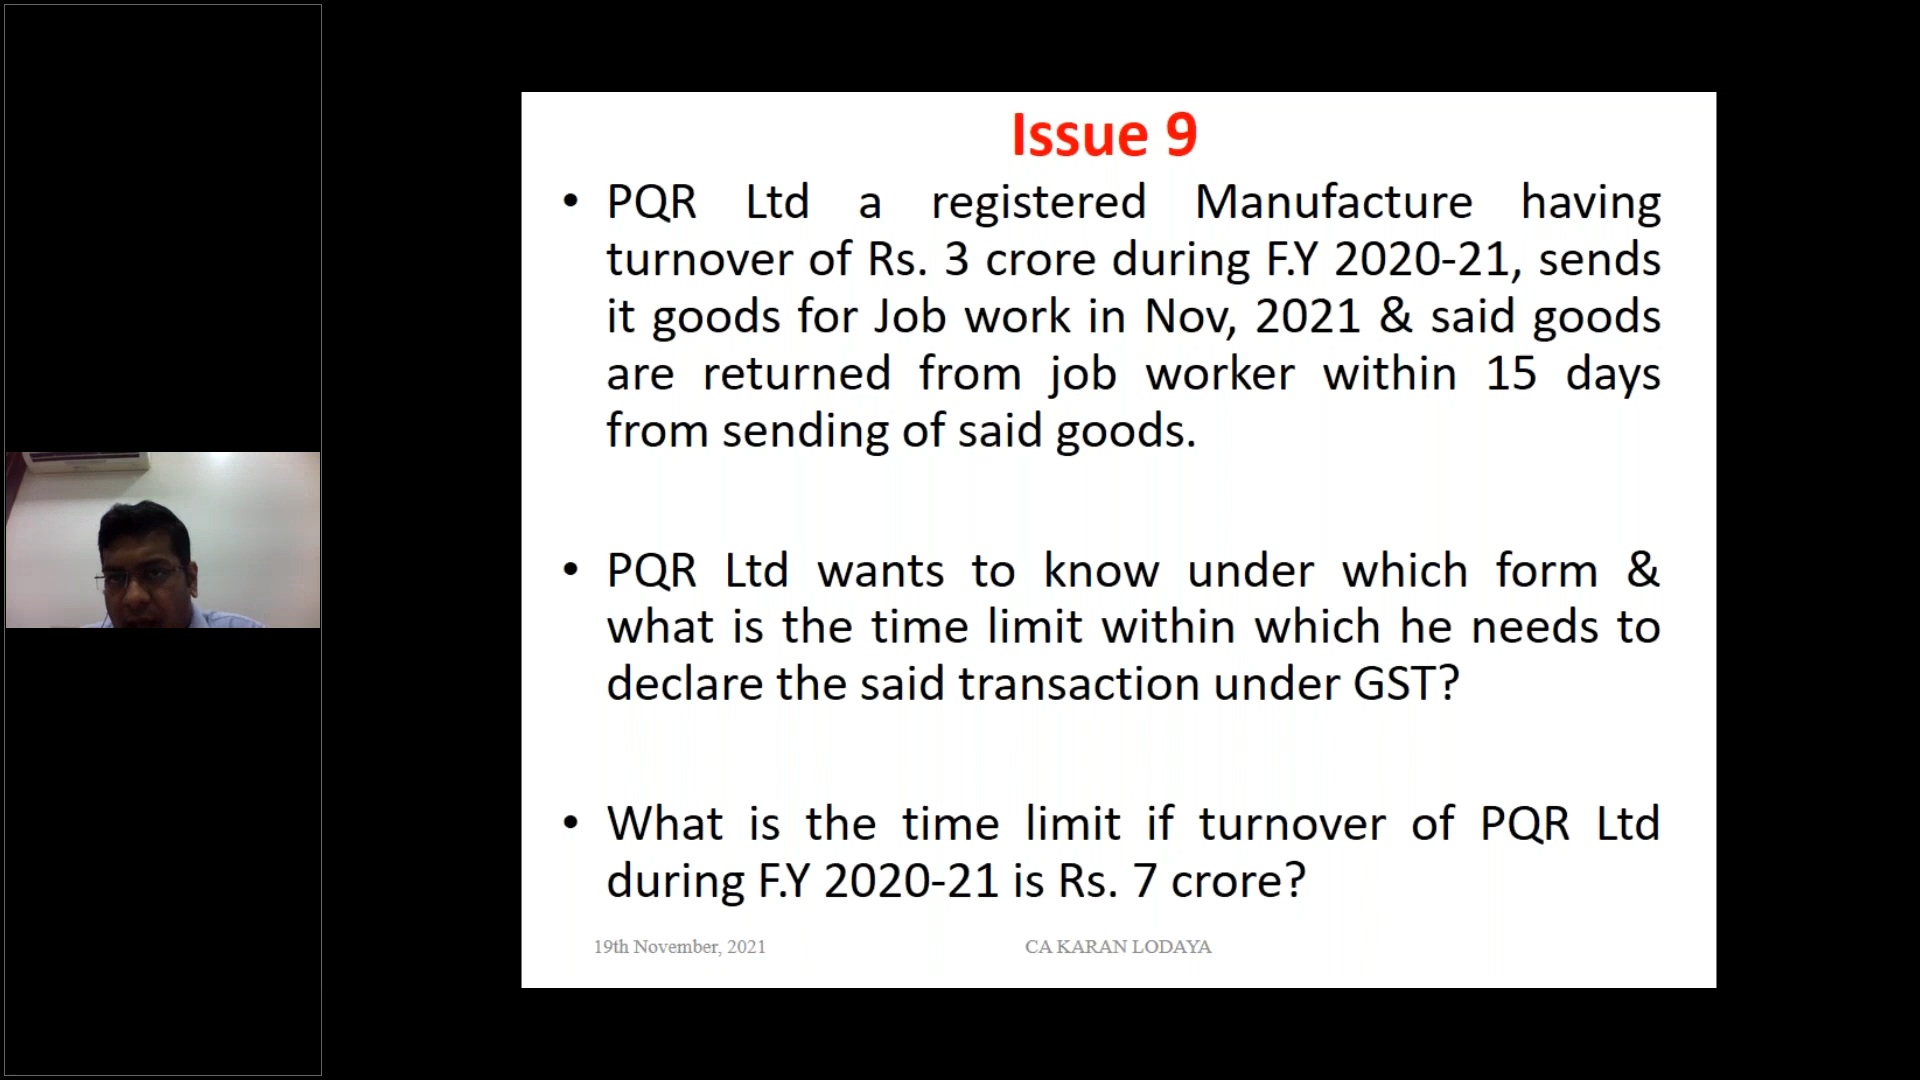 Issue 9
• PQR Ltd a registered Manufacture having
turnover of Rs. 3 crore during F.Y 2020-21, sends
it goods for Job work in Nov, 2021 & said goods
are returned from job worker within 15 days
from sending of said goods.
• PQR Ltd wants to know under which form &
what is the time limit within which he needs to
declare the said transaction under GST?
• What is the time limit if turnover of PQR Ltd
during F.Y 2020-21 is Rs. 7 crore?
19th November, 2021
CA KARAN LODAYA